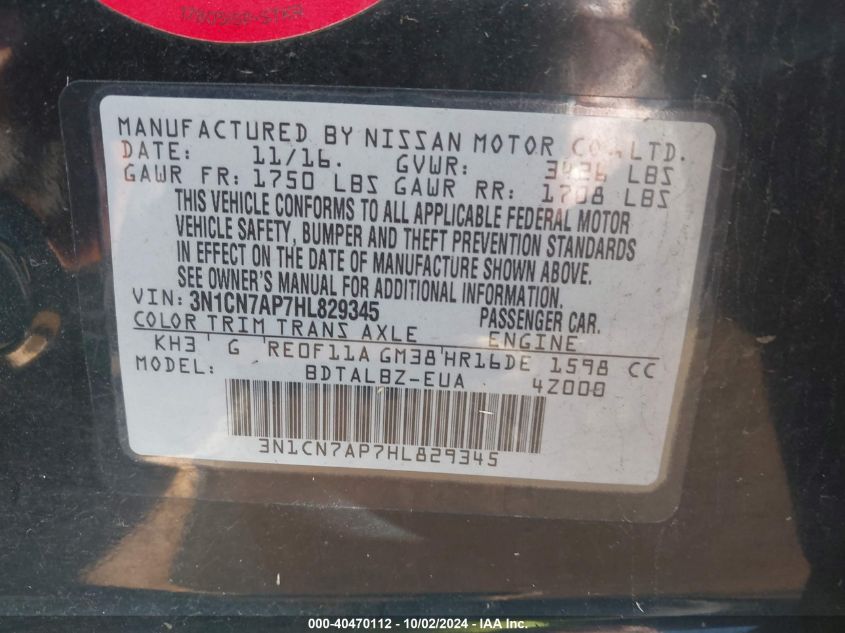 MANUFACTURED BY NISSAN MOTOR CO., LTD.
DATE: 11/16. GVWR: LBS
GAWR FR: 1750 LBS GAWR RR: 1708 LBS
THIS VEHICLE CONFORMS TO ALL APPLICABLE FEDERAL MOTOR
VEHICLE SAFETY, BUMPER AND THEFT PREVENTION STANDARDS
IN EFFECT ON THE DATE OF MANUFACTURE SHOWN ABOVE.
SEE OWNER'S MANUAL FOR ADDITIONAL INFORMATION.
VIN: 3N1CN7AP7HL829345 PASSENGER CAR.
COLOR TRIM TRANS AXLE ENGINE
KH3 G RE0F11A GM38 HR16DE 1598 CC
MODEL: BDTALBZ-EUA 4Z000
3N1CN7AP7HL829345
000-40470112 - 10/02/2024 - IAA Inc.